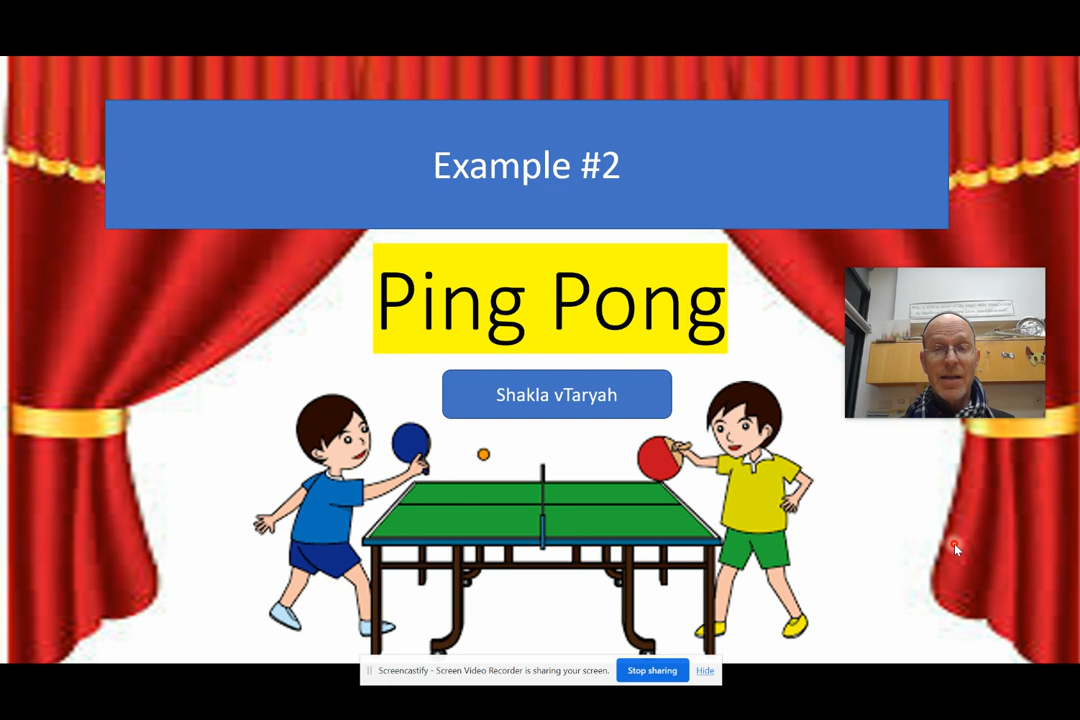 Example #2
Ping Pong
Shakla vTaryah
Screencastify - Screen Video Recorder is sharing your screen.
Stop sharing
Hide